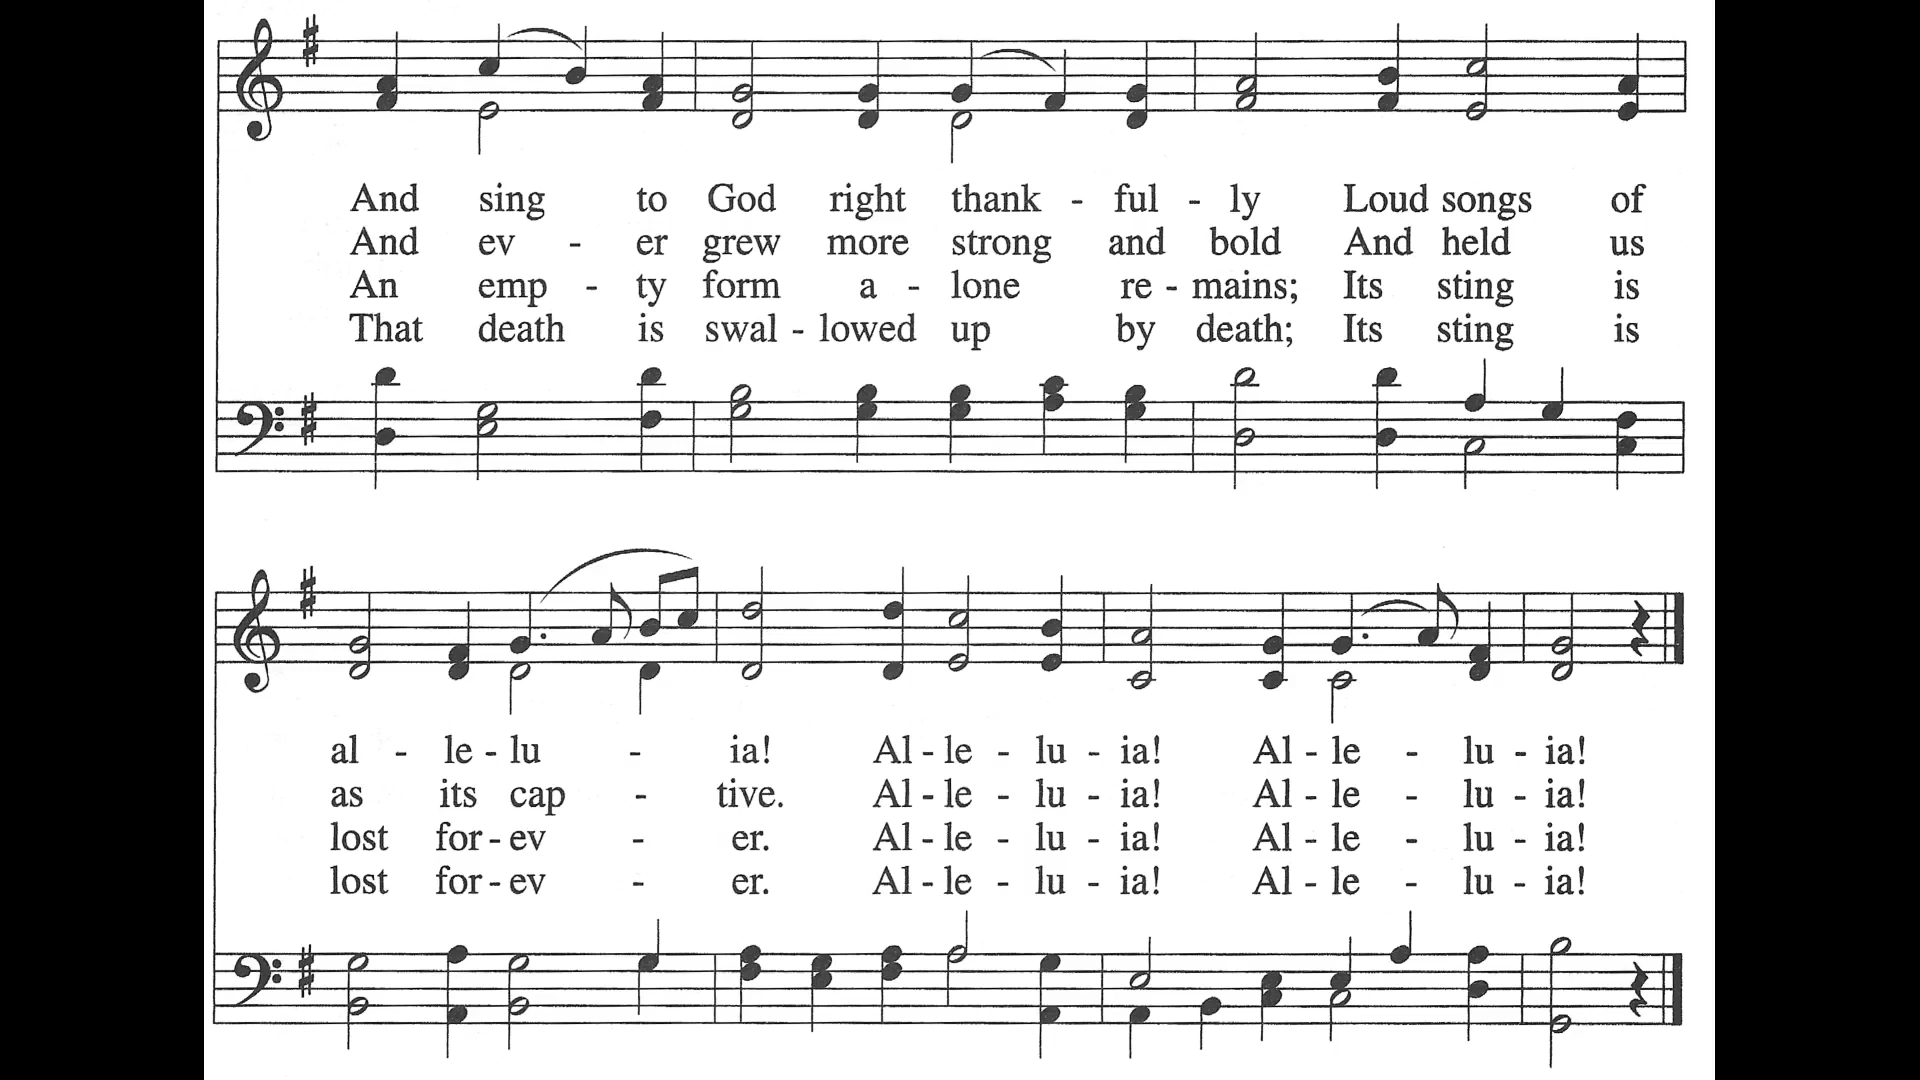 And sing to God right thank - ful - ly Loud songs of
And ev - er grew more strong and bold And held us
An emp - ty form a - lone re - mains; Its sting is
That death is swal - lowed up by death; Its sting is
al - le - lu - ia! Al - le - lu - ia! Al - le - lu - ia!
as its cap - tive. Al - le - lu - ia! Al - le - lu - ia!
lost for - ev - er. Al - le - lu - ia! Al - le - lu - ia!
lost for - ev - er. Al - le - lu - ia! Al - le - lu - ia!